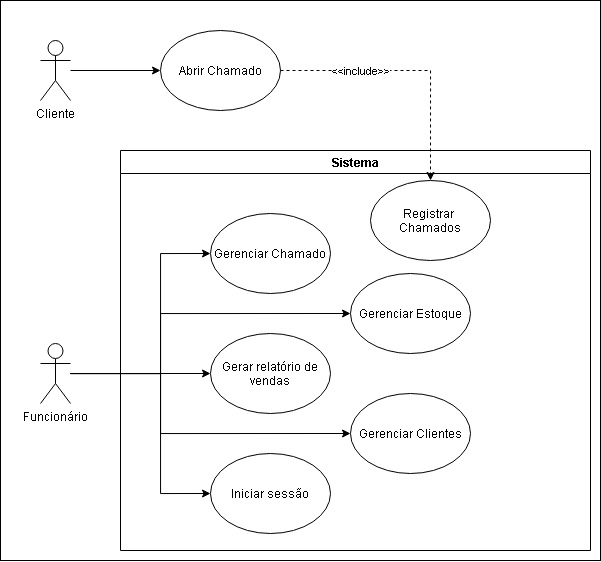 Abrir Chamado
<<include>>
Cliente
Sistema
Registrar
Chamados
Gerenciar Chamado
Gerenciar Estoque
Gerar relatório de
vendas
Funcionário
Gerenciar Clientes
Iniciar sessão